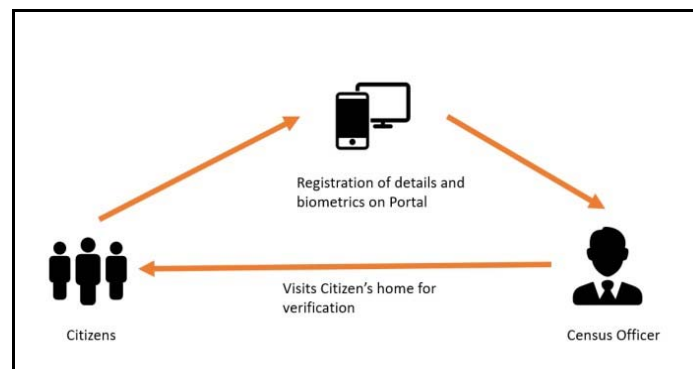 Registration of details and
biometrics on Portal
Visits Citizen's home for
verification
Citizens
Census Officer